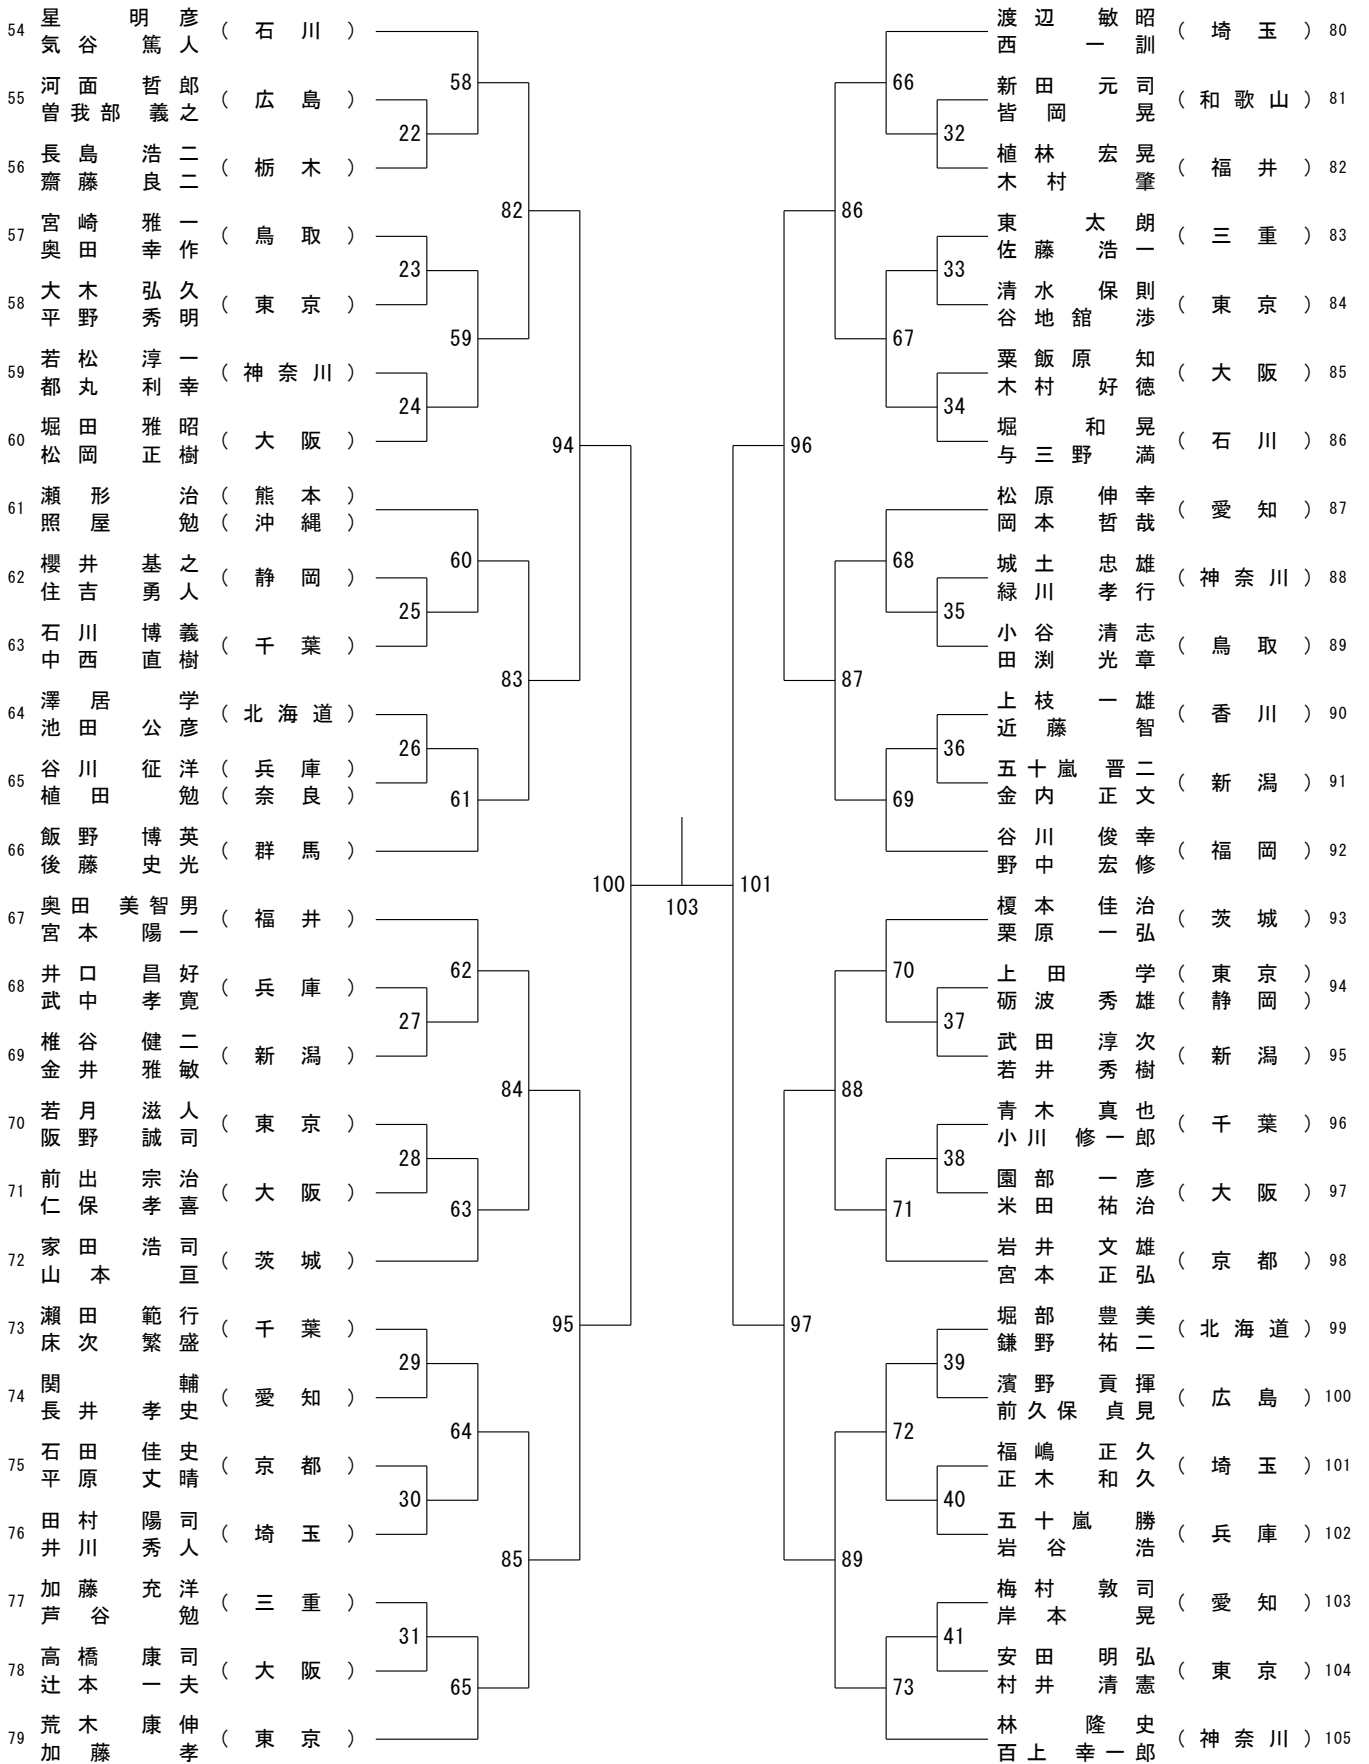 54 星 明彦 気谷 篤人 (石川)
55 河面 哲郎 曽我部 義之 (広島)
56 長島 浩二 齋藤 良二 (栃木)
57 宮崎 雅一 奥田 幸作 (鳥取)
58 大木 弘久 平野 秀明 (東京)
59 若松 淳一 都丸 利幸 (神奈川)
60 堀田 雅昭 松岡 正樹 (大阪)
61 瀬形 治 (熊本) 照屋 勉 (沖縄)
62 櫻井 基之 住吉 勇人 (静岡)
63 石川 博義 中西 直樹 (千葉)
64 澤居 学 池田 公彦 (北海道)
65 谷川 征洋 (兵庫) 植田 勉 (奈良)
66 飯野 博英 後藤 史光 (群馬)
67 奥田 美智男 宮本 陽一 (福井)
68 井口 昌好 武中 孝寛 (兵庫)
69 椎谷 健二 金井 雅敏 (新潟)
70 若月 滋人 阪野 誠司 (東京)
71 前出 宗治 仁保 孝喜 (大阪)
72 家田 浩司 山本 亘 (茨城)
73 瀬田 範行 床次 繁盛 (千葉)
74 関 輔 長井 孝史 (愛知)
75 石田 佳史 平原 丈晴 (京都)
76 田村 陽司 井川 秀人 (埼玉)
77 加藤 充洋 芦谷 勉 (三重)
78 高橋 康司 辻本 一夫 (大阪)
79 荒木 康伸 加藤 孝 (東京)
22
23
24
25
26
27
28
29
30
31
58
59
60
61
62
63
64
65
82
83
84
85
94
95
100
103
101
96
97
86
87
88
89
66
67
68
69
70
71
72
73
32
33
34
35
36
37
38
39
40
41
渡辺 敏昭 西 一訓 (埼玉) 80
新田 元司 皆岡 晃 (和歌山) 81
植林 宏晃 木村 肇 (福井) 82
東 太朗 佐藤 浩一 (三重) 83
清水 保則 谷地舘 渉 (東京) 84
粟飯原 知 木村 好徳 (大阪) 85
堀 和晃 与三野 満 (石川) 86
松原 伸幸 岡本 哲哉 (愛知) 87
城土 忠雄 緑川 孝行 (神奈川) 88
小谷 清志 田渕 光章 (鳥取) 89
上枝 一雄 近藤 智 (香川) 90
五十嵐 晋二 金内 正文 (新潟) 91
谷川 俊幸 野中 宏修 (福岡) 92
榎本 佳治 栗原 一弘 (茨城) 93
上田 学 (東京) 砺波 秀雄 (静岡) 94
武田 淳次 若井 秀樹 (新潟) 95
青木 真也 小川 修一郎 (千葉) 96
園部 一彦 米田 祐治 (大阪) 97
岩井 文雄 宮本 正弘 (京都) 98
堀部 豊美 鎌野 祐二 (北海道) 99
濱野 貢揮 前久保 貞見 (広島) 100
福嶋 正久 正木 和久 (埼玉) 101
五十嵐 勝 岩谷 浩 (兵庫) 102
梅村 敦司 岸本 晃 (愛知) 103
安田 明弘 村井 清憲 (東京) 104
林 隆史 百上 幸一郎 (神奈川) 105